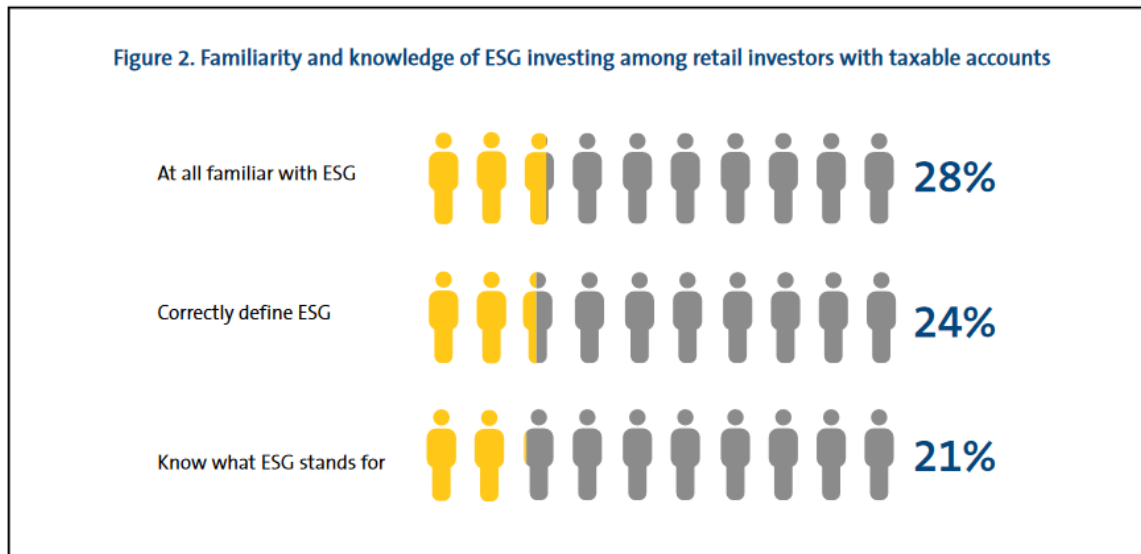 Figure 2. Familiarity and knowledge of ESG investing among retail investors with taxable accounts
At all familiar with ESG 28%
Correctly define ESG 24%
Know what ESG stands for 21%